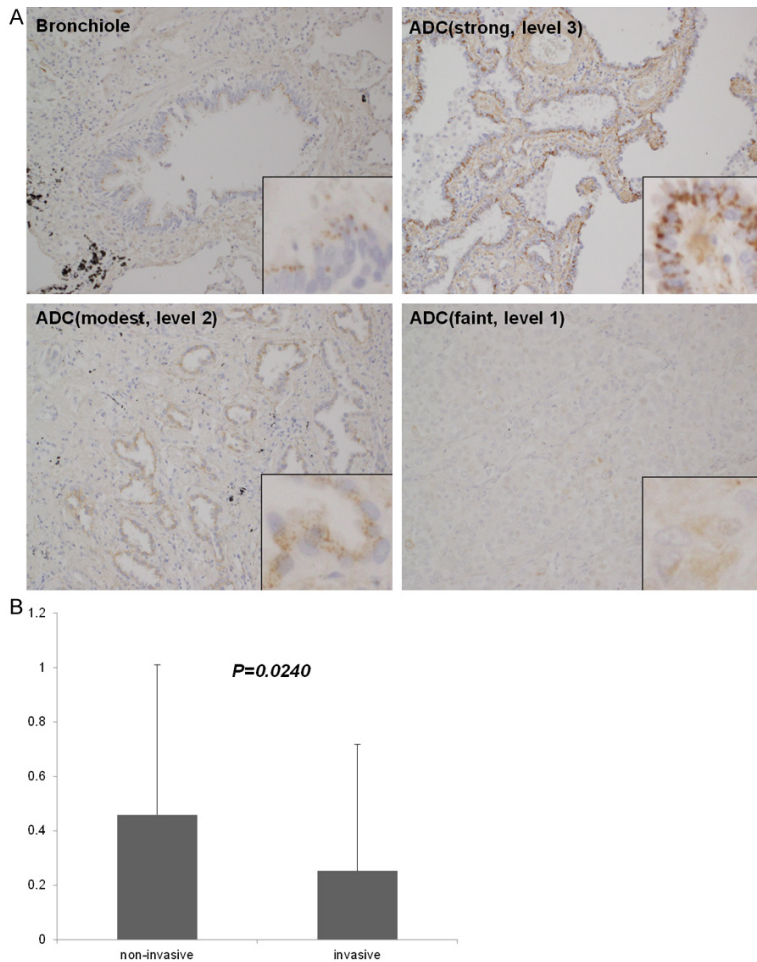 A
Bronchiole
ADC(strong, level 3)
ADC(modest, level 2)
ADC(faint, level 1)
B
1.2
1
0.8
0.6
0.4
0.2
0
P=0.0240
non-invasive
invasive